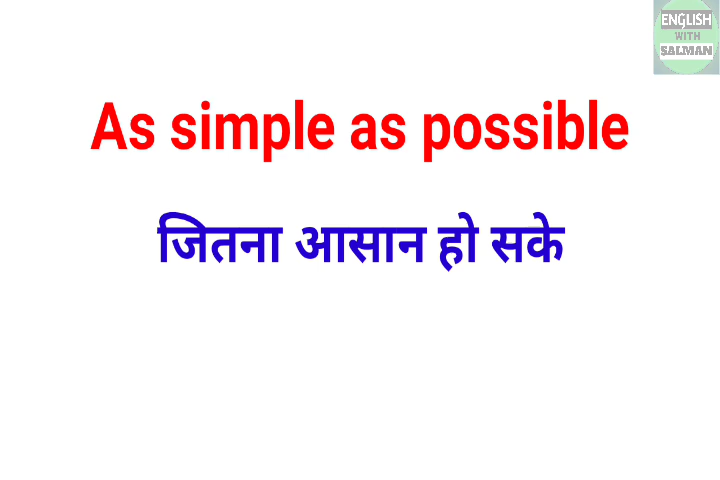 ENGLISH
WITH
SALMAN
As simple as possible
जितना आसान हो सके